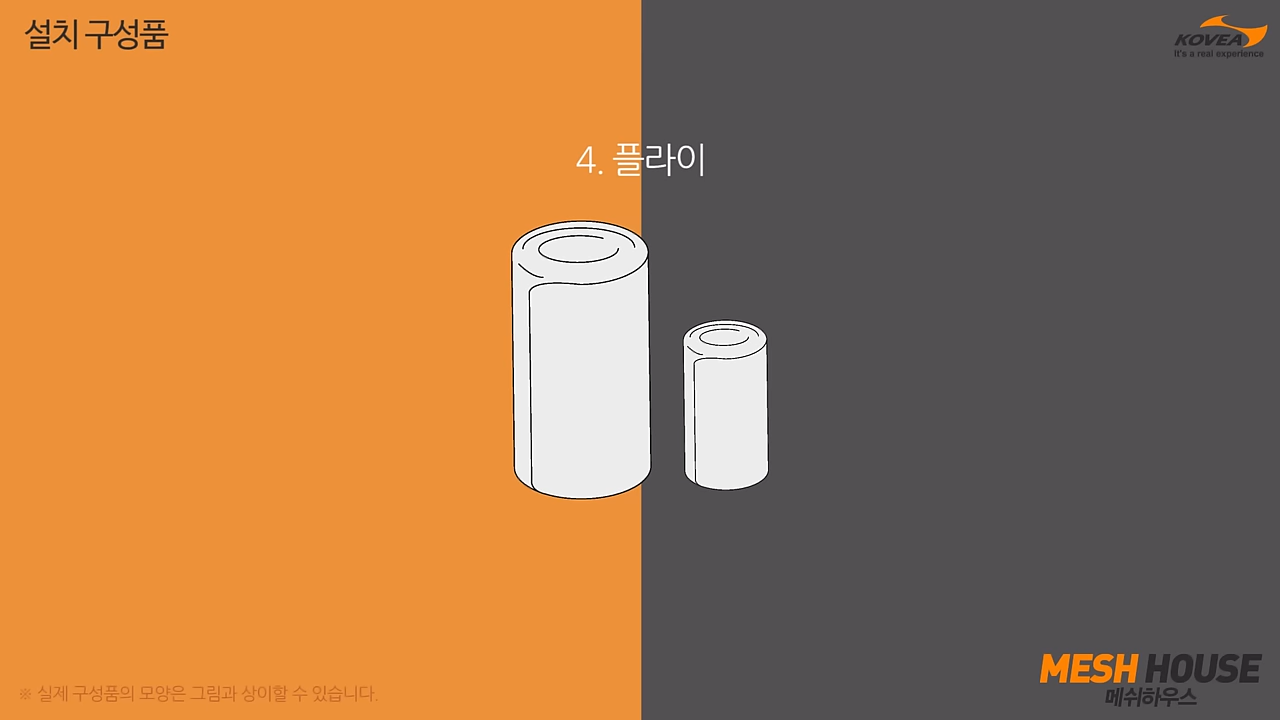 설치 구성품
KOVEA
It's a real experience
4. 플라이
※ 실제 구성품의 모양은 그림과 상이할 수 있습니다.
MESH HOUSE
메쉬하우스